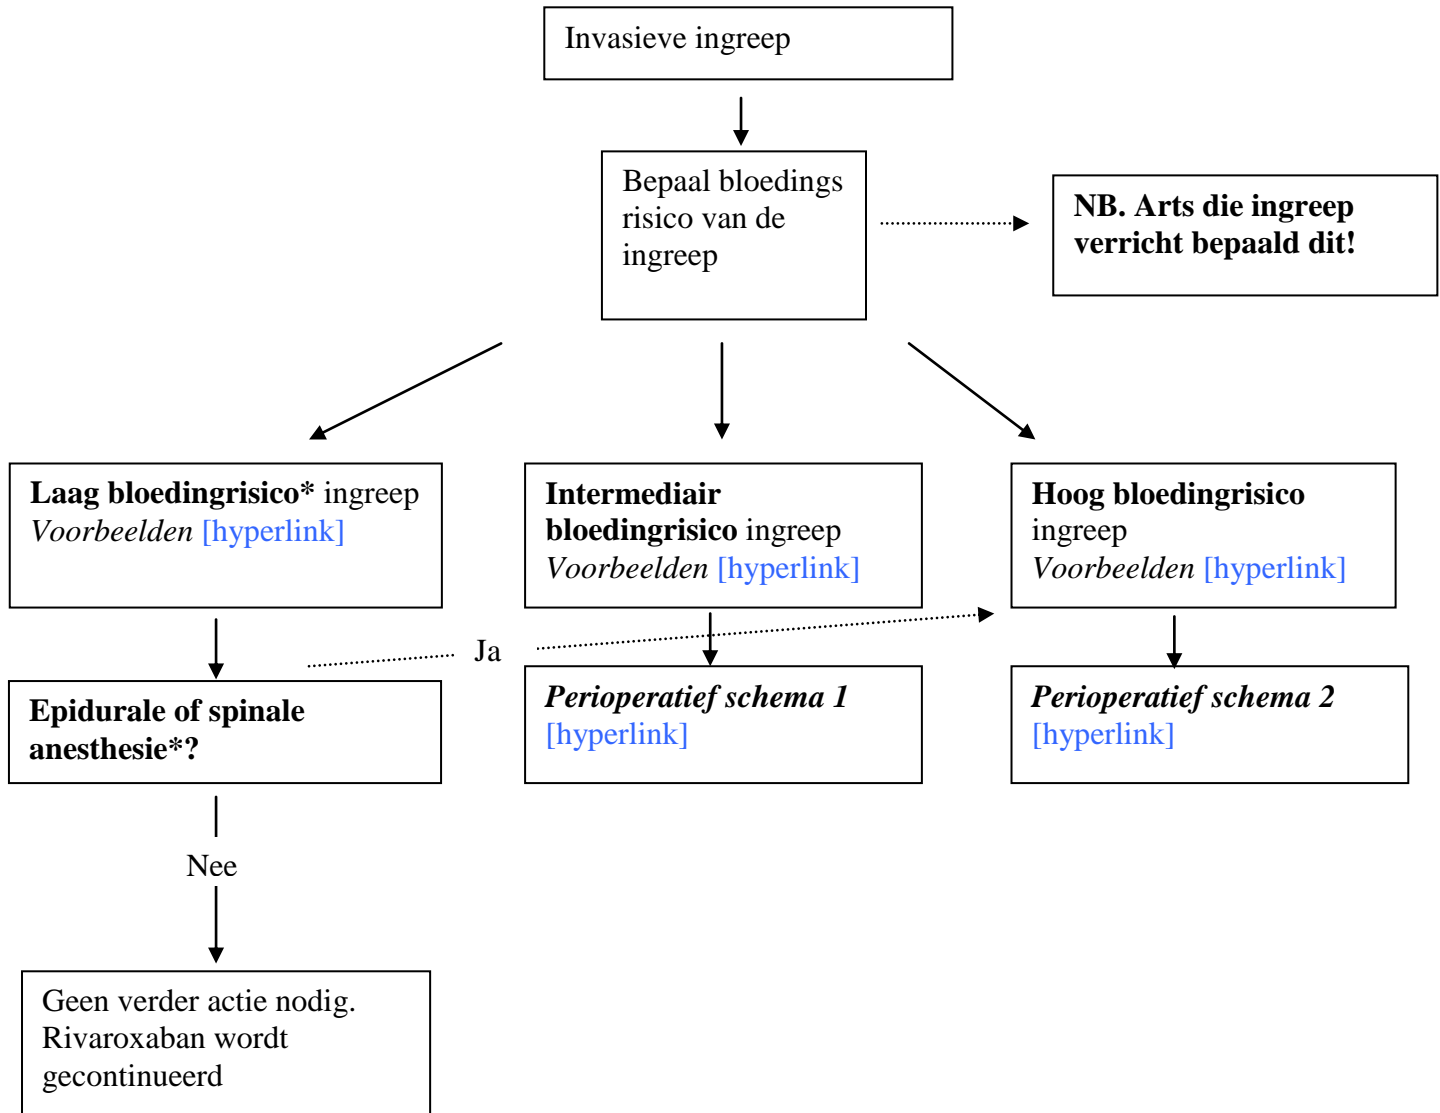 Invasieve ingreep
Bepaal bloedings
risico van de
ingreep
NB. Arts die ingreep
verricht bepaald dit!
Laag bloedingrisico* ingreep
Voorbeelden [hyperlink]
Intermediair
bloedingrisico ingreep
Voorbeelden [hyperlink]
Hoog bloedingrisico
ingreep
Voorbeelden [hyperlink]
Ja
Epidurale of spinale
anesthesie*?
Perioperatief schema 1
[hyperlink]
Perioperatief schema 2
[hyperlink]
Nee
Geen verder actie nodig.
Rivaroxaban wordt
gecontinueerd